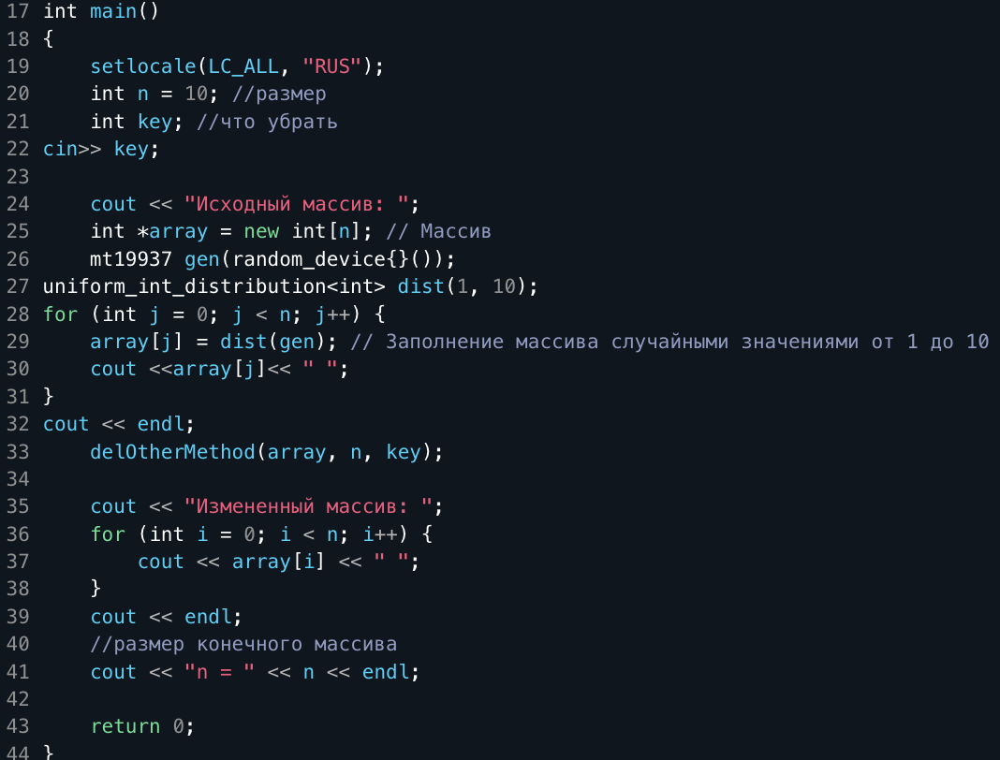 17 int main()
18 {
19     setlocale(LC_ALL, "RUS");
20     int n = 10; //размер
21     int key; //что убрать
22 cin>> key;
23
24     cout << "Исходный массив: ";
25     int *array = new int[n]; // Массив
26     mt19937 gen(random_device{}());
27 uniform_int_distribution<int> dist(1, 10);
28 for (int j = 0; j < n; j++) {
29     array[j] = dist(gen); // Заполнение массива случайными значениями от 1 до 10
30     cout <<array[j]<< " ";
31 }
32 cout << endl;
33     delOtherMethod(array, n, key);
34
35     cout << "Измененный массив: ";
36     for (int i = 0; i < n; i++) {
37         cout << array[i] << " ";
38     }
39     cout << endl;
40     //размер конечного массива
41     cout << "n = " << n << endl;
42
43     return 0;
44 }